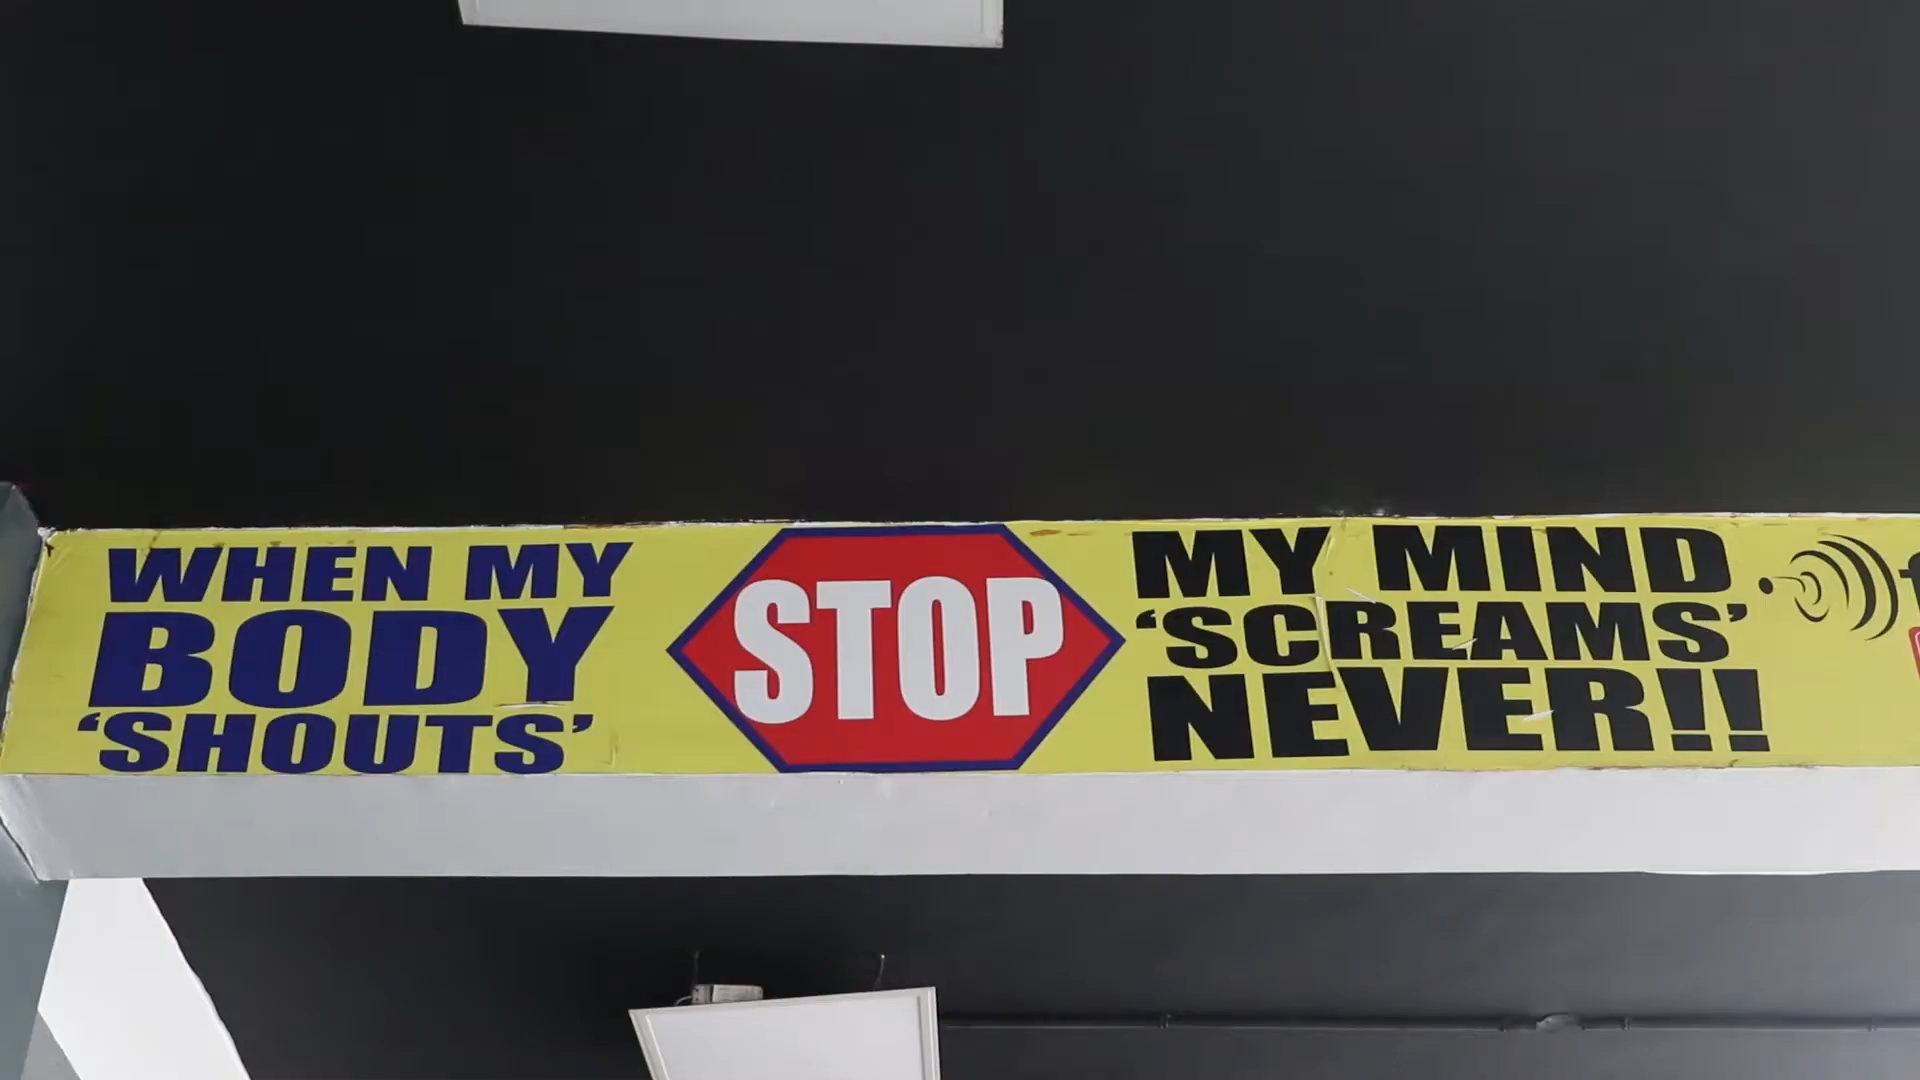 WHEN MY
BODY
‘SHOUTS’
STOP
MY MIND
‘SCREAMS’
NEVER!!